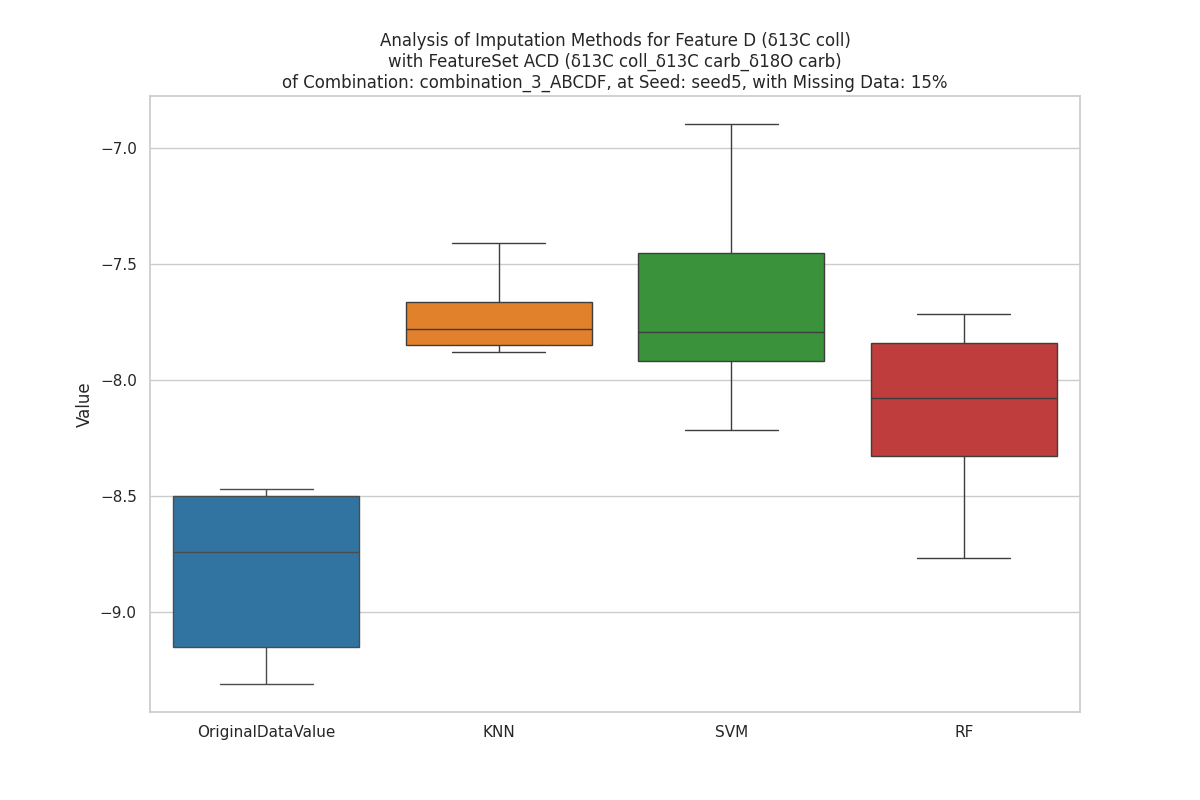 Analysis of Imputation Methods for Feature D (δ13C coll)
with FeatureSet ACD (δ13C coll_δ13C carb_δ18O carb)
of Combination: combination_3_ABCDF, at Seed: seed5, with Missing Data: 15%
Value
−7.0
−7.5
−8.0
−8.5
−9.0
OriginalDataValue
KNN
SVM
RF